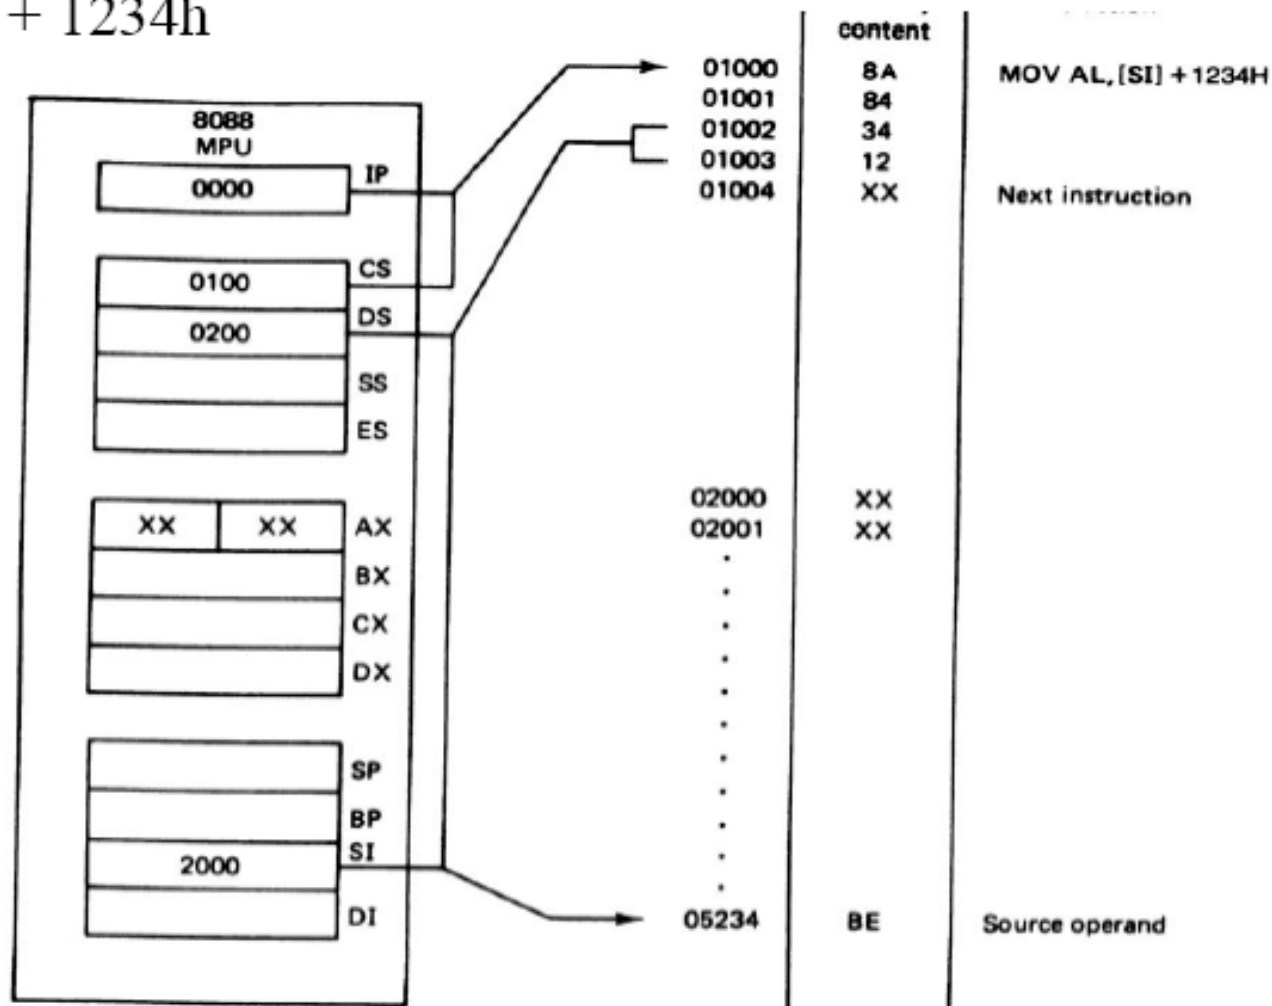 + 1234h
content
01000 8A MOV AL, [SI] + 1234H
01001 84
01002 34
01003 12
01004 XX Next instruction
8088
MPU
0000 IP
0100 CS
0200 DS
SS
ES
02000 XX
02001 XX
XX XX AX
BX
CX
DX
SP
BP
2000 SI
DI
05234 BE Source operand